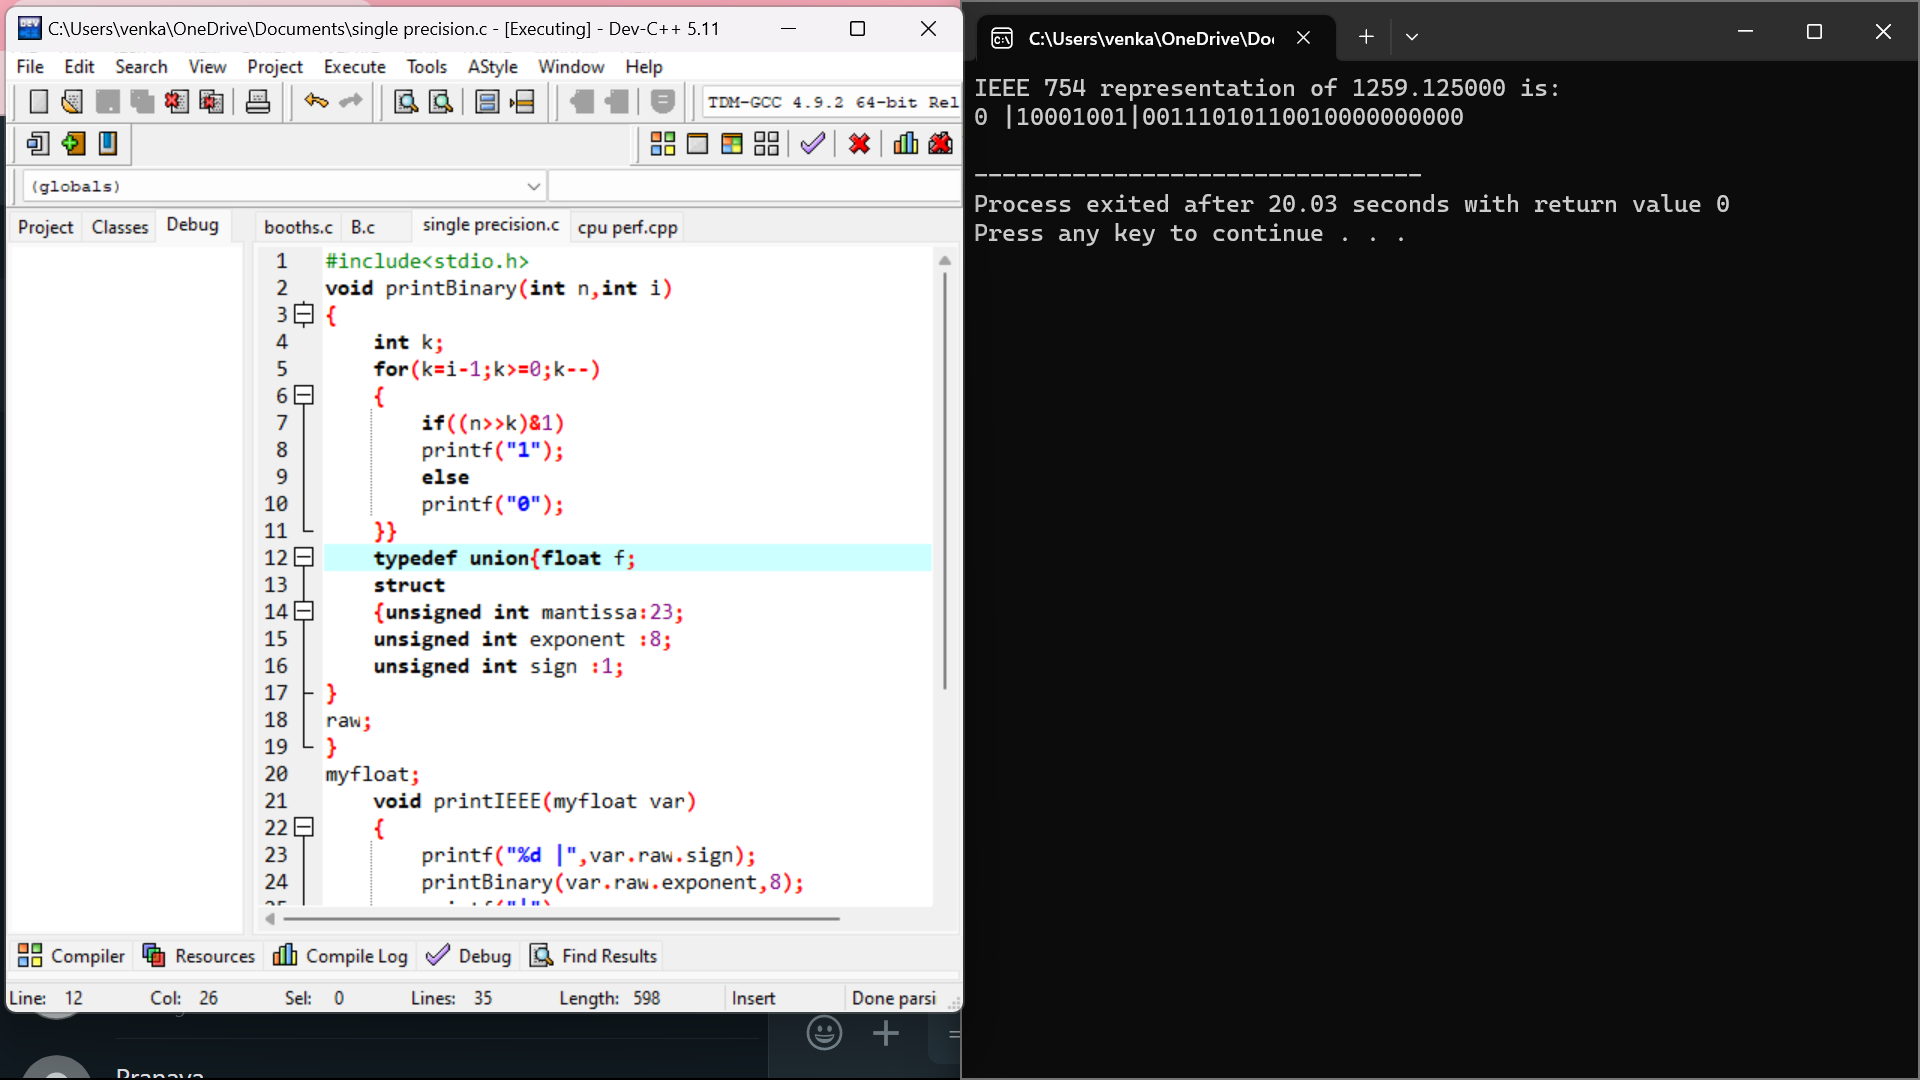 C:\Users\venka\OneDrive\Documents\single precision.c - [Executing] - Dev-C++ 5.11
File Edit Search View Project Execute Tools AStyle Window Help
TDM-GCC 4.9.2 64-bit Rel
(globals)
Project Classes Debug
booths.c B.c single precision.c cpu perf.cpp
1 #include<stdio.h>
2 void printBinary(int n,int i)
3 {
4 int k;
5 for(k=i-1;k>=0;k--)
6 {
7 if((n>>k)&1)
8 printf("1");
9 else
10 printf("0");
11 }}
12 typedef union{float f;
13 struct
14 {unsigned int mantissa:23;
15 unsigned int exponent :8;
16 unsigned int sign :1;
17 }
18 raw;
19 }
20 myfloat;
21 void printIEEE(myfloat var)
22 {
23 printf("%d |",var.raw.sign);
24 printBinary(var.raw.exponent,8);
Compiler Resources Compile Log Debug Find Results
Line: 12 Col: 26 Sel: 0 Lines: 35 Length: 598 Insert Done parsi
C:\Users\venka\OneDrive\Do
IEEE 754 representation of 1259.125000 is:
0 |10001001|00111010110010000000000
--------------------------------
Process exited after 20.03 seconds with return value 0
Press any key to continue . . .